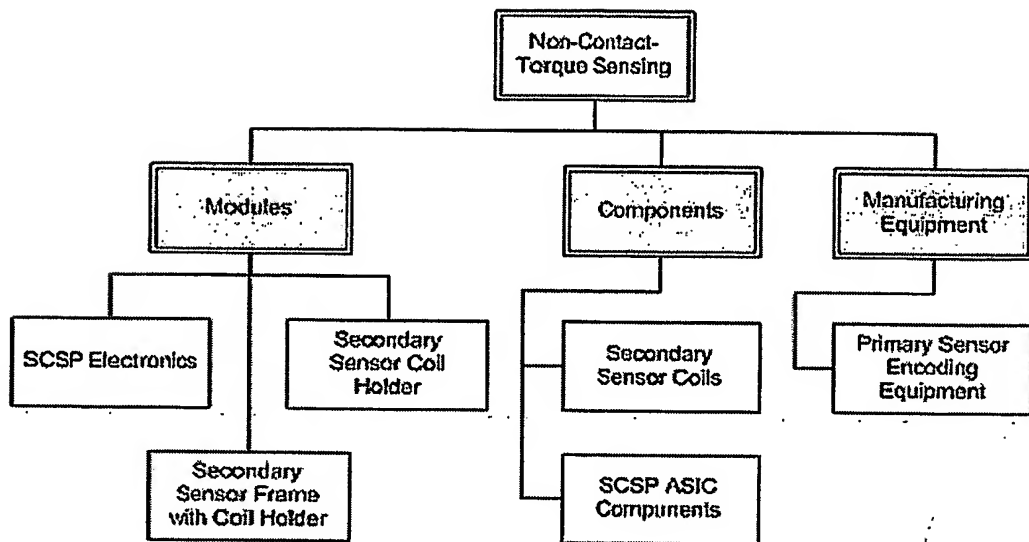 Non-Contact-
Torque Sensing
Modules
Components
Manufacturing
Equipment
SCSP Electronics
Secondary
Sensor Coil
Holder
Secondary
Sensor Coils
Primary Sensor
Encoding
Equipment
Secondary
Sensor Frame
with Coil Holder
SCSP ASIC
Components